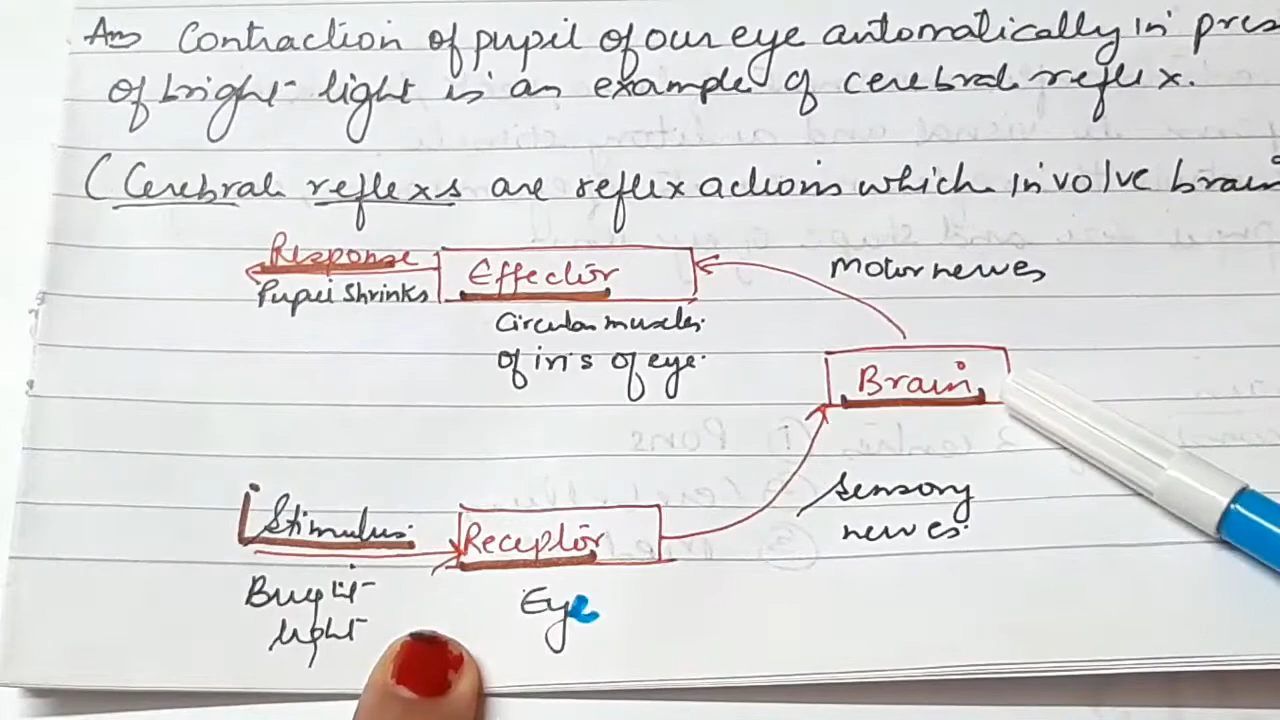 Ans Contraction of pupil of our eye automatically in pres
of bright light is an example of cerebral reflex.
(Cerebral reflexs are reflex actions which involve brain
Response
Pupil Shrinks
Effector
Circular muscles
of iris of eye.
Motor nerves
Brain
Sensory
nerves.
Stimulus.
Bright
light
Receptor
Eye